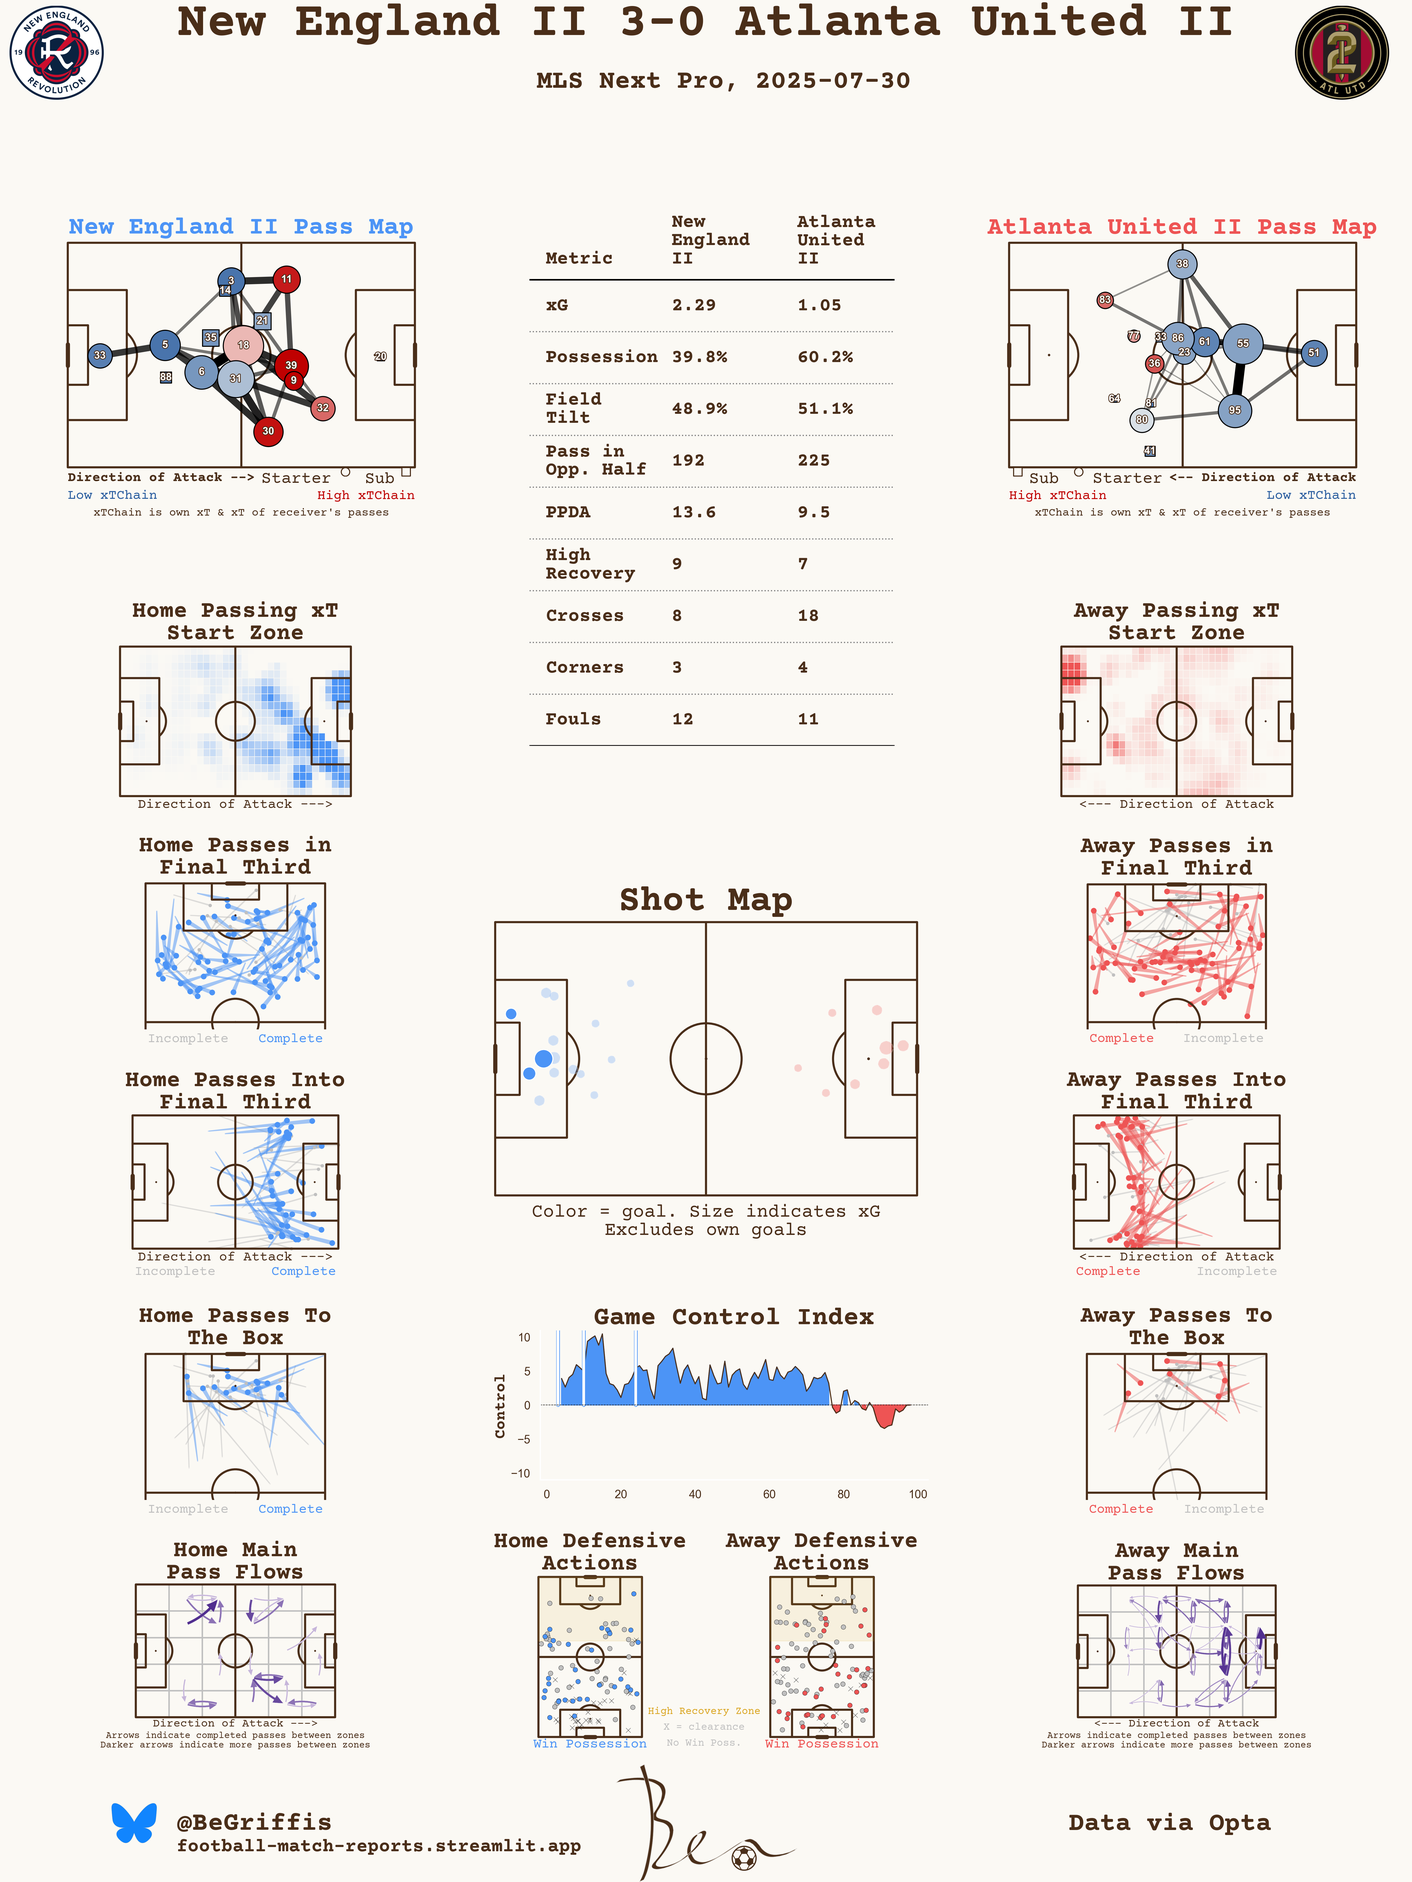 New England II 3-0 Atlanta United II
MLS Next Pro, 2025-07-30
NEW ENGLAND
19 96
REVOLUTION
2
ATL UTD
New England II Pass Map
3
11
14
21
35
18
5
33
20
39
6
31
9
88
32
30
Direction of Attack --> Starter Sub
Low xTChain High xTChain
xTChain is own xT & xT of receiver's passes
Metric New England II Atlanta United II
xG 2.29 1.05
Possession 39.8% 60.2%
Field Tilt 48.9% 51.1%
Pass in Opp. Half 192 225
PPDA 13.6 9.5
High Recovery 9 7
Crosses 8 18
Corners 3 4
Fouls 12 11
Atlanta United II Pass Map
38
83
77
33
86
61
55
51
23
36
64
81
80
95
41
Sub Starter <-- Direction of Attack
High xTChain Low xTChain
xTChain is own xT & xT of receiver's passes
Home Passing xT
Start Zone
Direction of Attack --->
Away Passing xT
Start Zone
<--- Direction of Attack
Home Passes in
Final Third
Incomplete Complete
Shot Map
Color = goal. Size indicates xG
Excludes own goals
Away Passes in
Final Third
Complete Incomplete
Home Passes Into
Final Third
Direction of Attack --->
Incomplete Complete
Away Passes Into
Final Third
<--- Direction of Attack
Complete Incomplete
Home Passes To
The Box
Incomplete Complete
Game Control Index
Control
10
5
0
−5
−10
0 20 40 60 80 100
Away Passes To
The Box
Complete Incomplete
Home Main
Pass Flows
Direction of Attack --->
Arrows indicate completed passes between zones
Darker arrows indicate more passes between zones
Home Defensive
Actions
Win Possession
High Recovery Zone
X = clearance
No Win Poss.
Away Defensive
Actions
Win Possession
Away Main
Pass Flows
<--- Direction of Attack
Arrows indicate completed passes between zones
Darker arrows indicate more passes between zones
@BeGriffis
football-match-reports.streamlit.app
Ben
Data via Opta